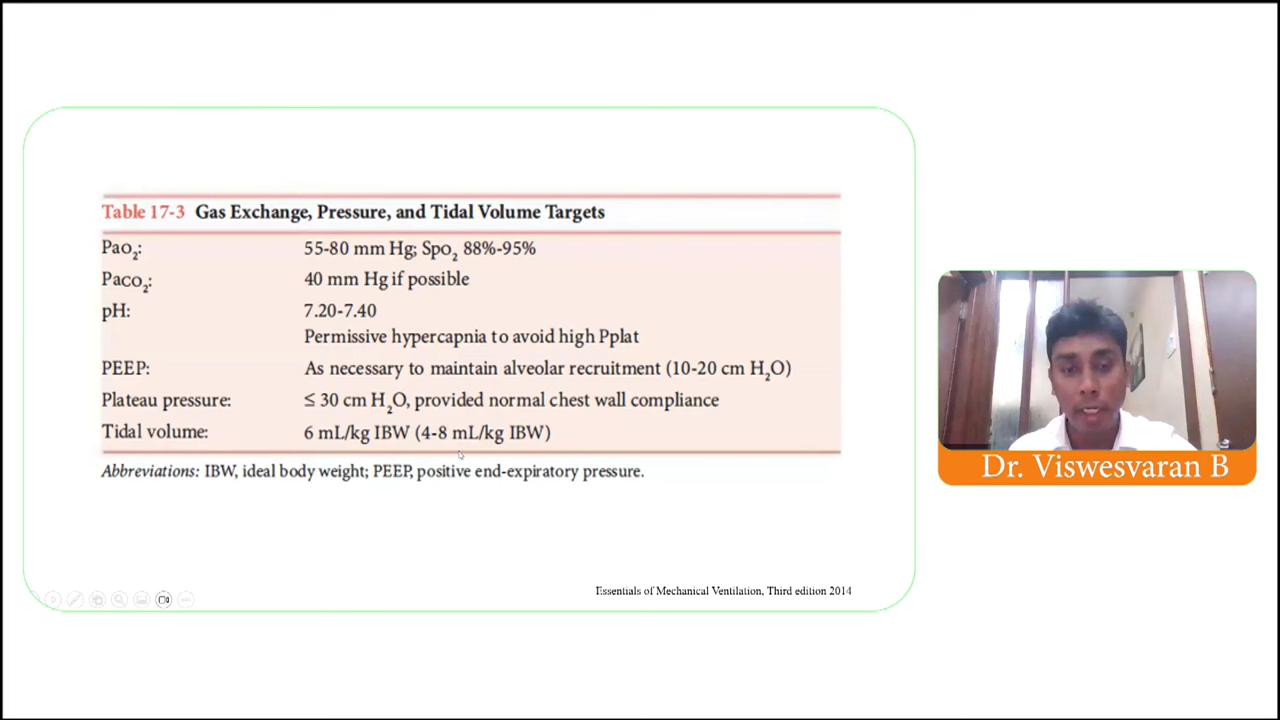 Table 17-3 Gas Exchange, Pressure, and Tidal Volume Targets
Pao₂: 55-80 mm Hg; Spo₂ 88%-95%
Paco₂: 40 mm Hg if possible
pH: 7.20-7.40
Permissive hypercapnia to avoid high Pplat
PEEP: As necessary to maintain alveolar recruitment (10-20 cm H₂O)
Plateau pressure: ≤ 30 cm H₂O, provided normal chest wall compliance
Tidal volume: 6 mL/kg IBW (4-8 mL/kg IBW)
Abbreviations: IBW, ideal body weight; PEEP, positive end-expiratory pressure.
Essentials of Mechanical Ventilation, Third edition 2014
Dr. Viswesvaran B